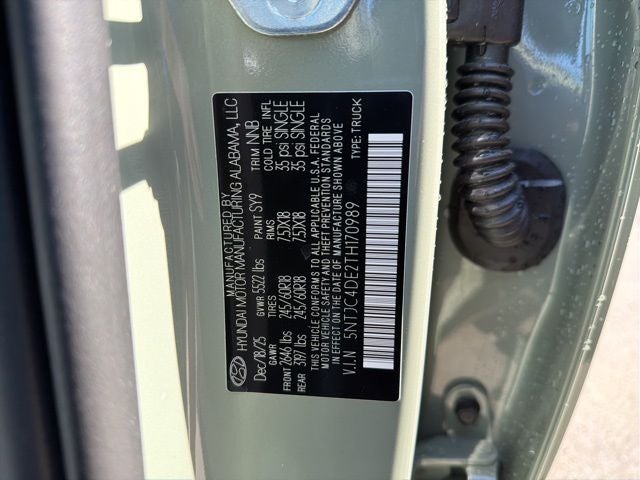 MANUFACTURED BY
HYUNDAI MOTOR MANUFACTURING ALABAMA, LLC
Dec/18/25 GVWR 5522 lbs PAINT SY9 TRIM NNB
GAWR TIRES RIMS COLD TIRE INFL
FRONT 2646 lbs 245/60R18 7.5JX18 35 psi SINGLE
REAR 3197 lbs 245/60R18 7.5JX18 35 psi SINGLE
THIS VEHICLE CONFORMS TO ALL APPLICABLE U.S.A. FEDERAL
MOTOR VEHICLE SAFETY AND THEFT PREVENTION STANDARDS
IN EFFECT ON THE DATE OF MANUFACTURE SHOWN ABOVE
V.I.N 5NTJC4DE2TH170989 TYPE: TRUCK